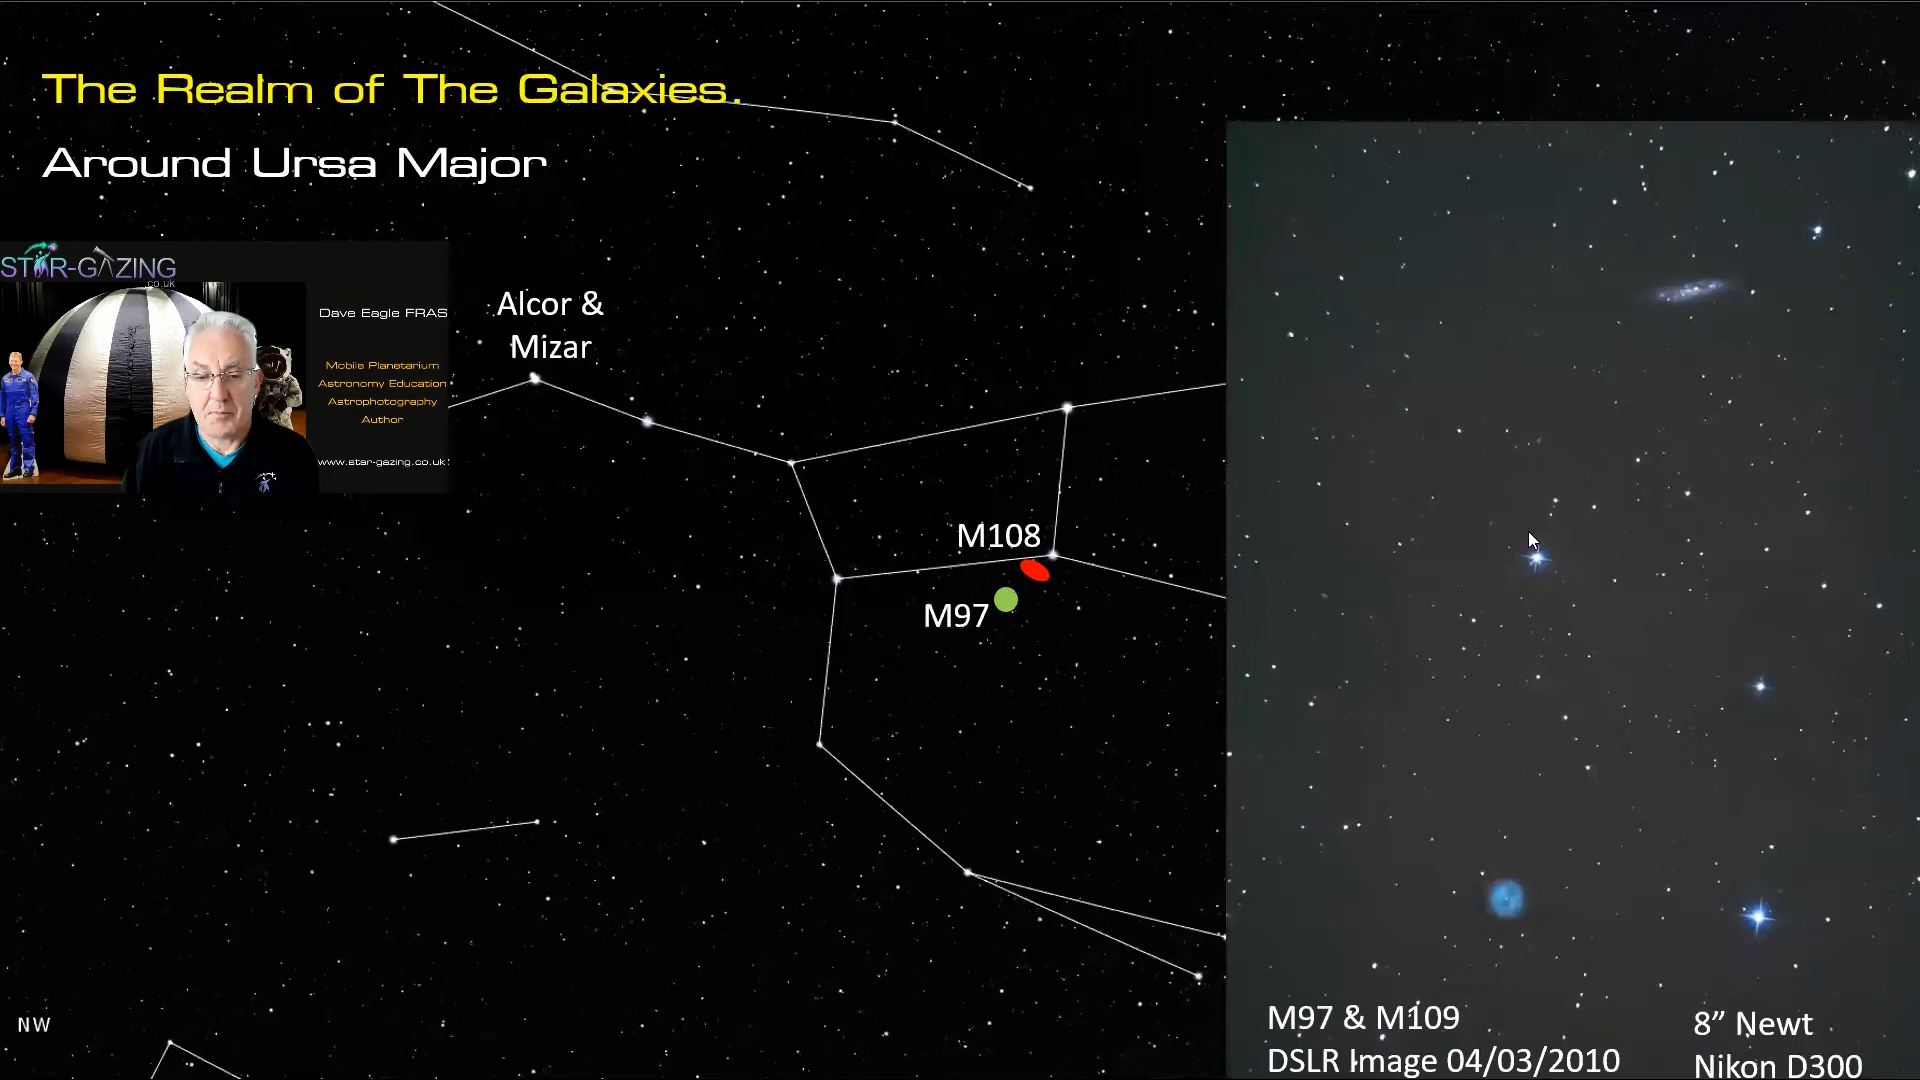 The Realm of The Galaxies.
Around Ursa Major
STAR-GAZING
.co.uk
Dave Eagle FRAS
Mobile Planetarium
Astronomy Education
Astrophotography
Author
www.star-gazing.co.uk
Alcor &
Mizar
M108
M97
NW
M97 & M109
DSLR Image 04/03/2010
8” Newt
Nikon D300